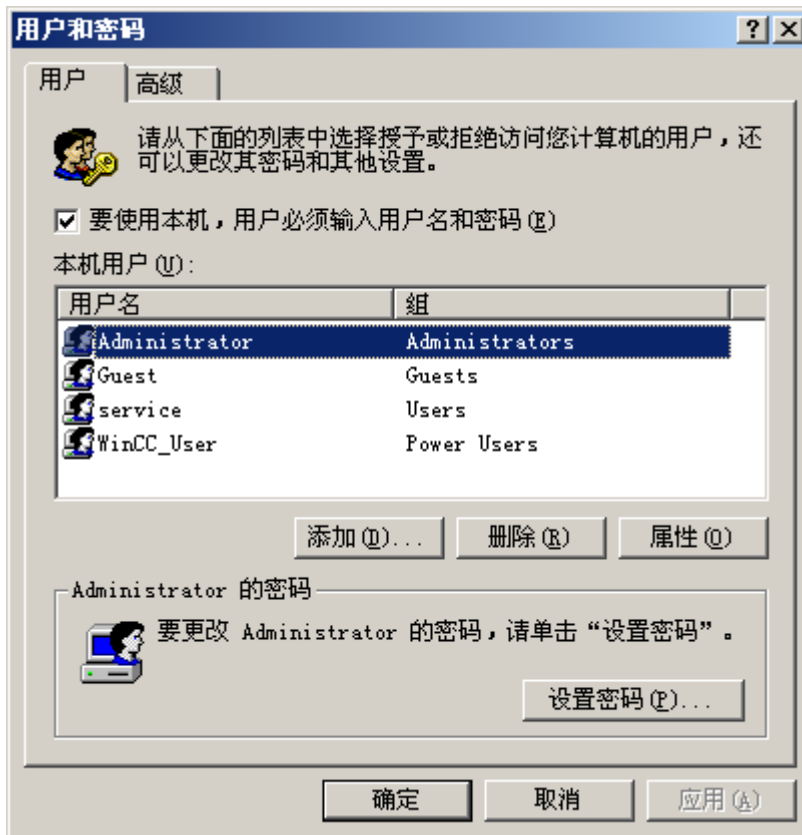 用户和密码
用户 高级
请从下面的列表中选择授予或拒绝访问您计算机的用户，还
可以更改其密码和其他设置。
要使用本机，用户必须输入用户名和密码(E)
本机用户(U):
用户名 组
Administrator Administrators
Guest Guests
service Users
WinCC_User Power Users
添加(D)... 删除(R) 属性(O)
Administrator 的密码
要更改 Administrator 的密码，请单击“设置密码”。
设置密码(P)...
确定 取消 应用(A)